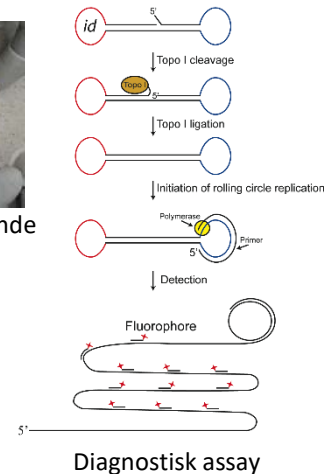 5'
id
Topo I cleavage
Topo I
5'
Topo I ligation
Initiation of rolling circle replication
Polymerase
Primer
5'
nde
Detection
Fluorophore
5'
Diagnostisk assay